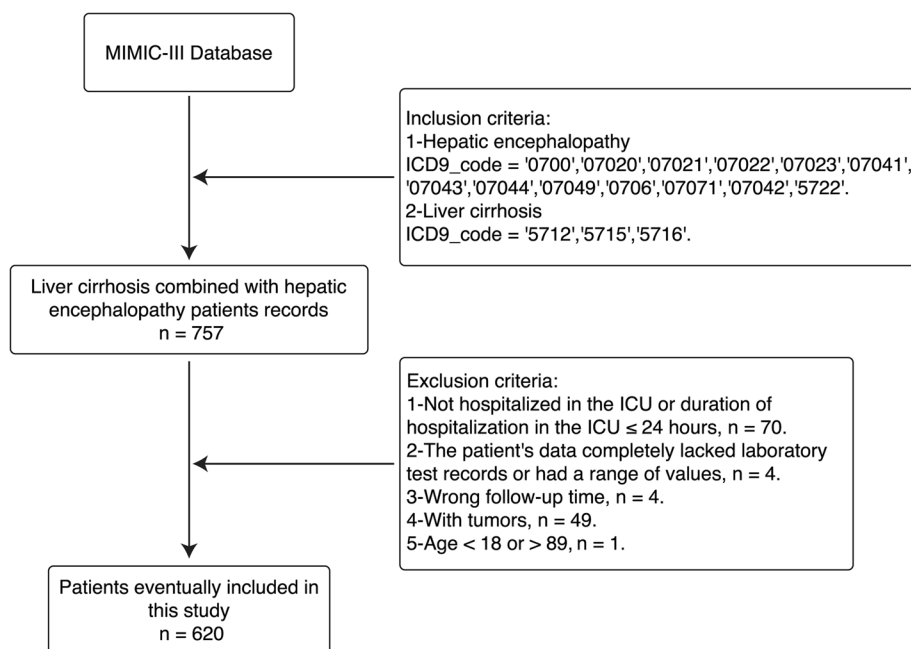 MIMIC-III Database
Inclusion criteria:
1-Hepatic encephalopathy
ICD9_code = '0700','07020','07021','07022','07023','07041',
'07043','07044','07049','0706','07071','07042','5722'.
2-Liver cirrhosis
ICD9_code = '5712','5715','5716'.
Liver cirrhosis combined with hepatic
encephalopathy patients records
n = 757
Exclusion criteria:
1-Not hospitalized in the ICU or duration of
hospitalization in the ICU ≤ 24 hours, n = 70.
2-The patient's data completely lacked laboratory
test records or had a range of values, n = 4.
3-Wrong follow-up time, n = 4.
4-With tumors, n = 49.
5-Age < 18 or > 89, n = 1.
Patients eventually included in
this study
n = 620